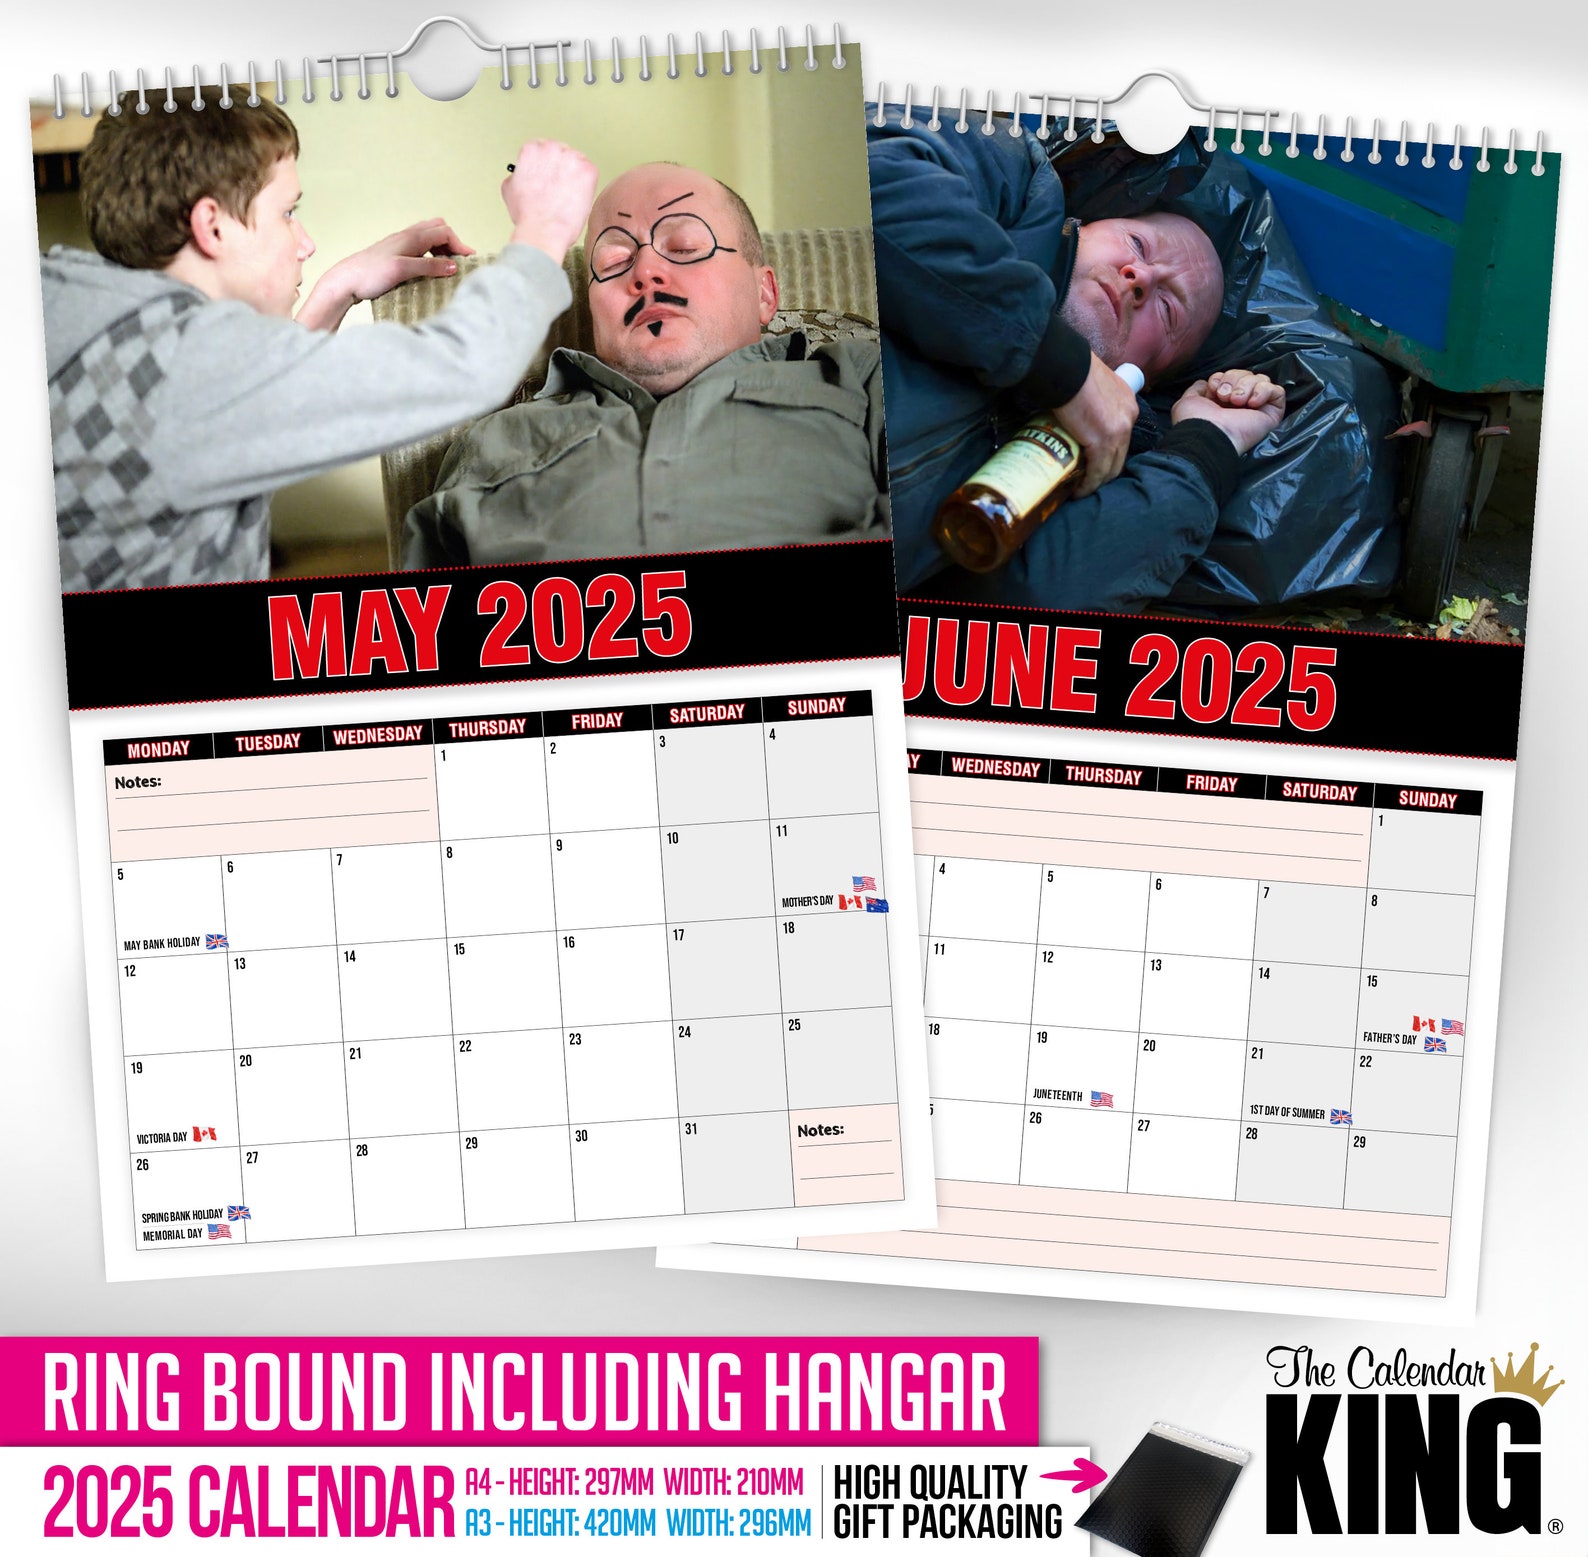 MAY 2025
MONDAY TUESDAY WEDNESDAY THURSDAY FRIDAY SATURDAY SUNDAY
Notes: 1 2 3 4
5 6 7 8 9 10 11
MAY BANK HOLIDAY
MOTHER'S DAY
12 13 14 15 16 17 18
19 20 21 22 23 24 25
VICTORIA DAY
26 27 28 29 30 31 Notes:
SPRING BANK HOLIDAY
MEMORIAL DAY
JUNE 2025
WEDNESDAY THURSDAY FRIDAY SATURDAY SUNDAY
1
4 5 6 7 8
11 12 13 14 15
FATHER'S DAY
18 19 20 21 22
JUNETEENTH
1ST DAY OF SUMMER
26 27 28 29
RING BOUND INCLUDING HANGAR
2025 CALENDAR
A4 - HEIGHT: 297MM WIDTH: 210MM
A3 - HEIGHT: 420MM WIDTH: 296MM
HIGH QUALITY
GIFT PACKAGING
The Calendar
KING®